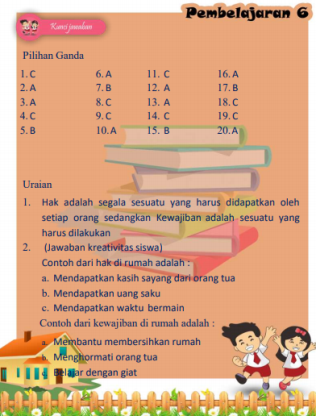 Pembelajaran 6
Kunci jawaban
Pilihan Ganda
1. C 6. A 11. C 16. A
2. A 7. B 12. A 17. B
3. A 8. C 13. A 18. C
4. C 9. C 14. C 19. C
5. B 10. A 15. B 20. A
Uraian
1. Hak adalah segala sesuatu yang harus didapatkan oleh
setiap orang sedangkan Kewajiban adalah sesuatu yang
harus dilakukan
2. (Jawaban kreativitas siswa)
Contoh dari hak di rumah adalah :
a. Mendapatkan kasih sayang dari orang tua
b. Mendapatkan uang saku
c. Mendapatkan waktu bermain
Contoh dari kewajiban di rumah adalah :
a. Membantu membersihkan rumah
b. Menghormati orang tua
c. Belajar dengan giat